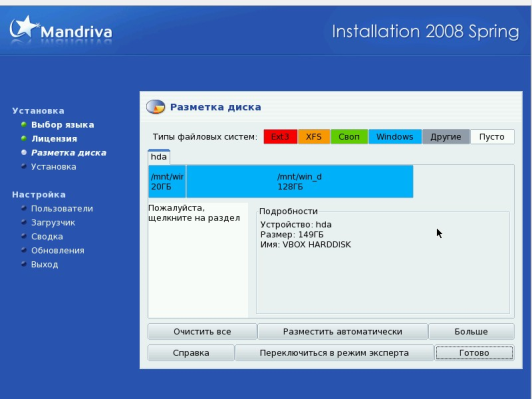 Mandriva
Installation 2008 Spring
Установка
Выбор языка
Лицензия
Разметка диска
Установка
Настройка
Пользователи
Загрузчик
Сводка
Обновления
Выход
Разметка диска
Типы файловых систем: Ext3 XFS Своп Windows Другие Пусто
hda
/mnt/wir /mnt/win_d
20ГБ 128ГБ
Пожалуйста,
щелкните на раздел
Подробности
Устройство: hda
Размер: 149ГБ
Имя: VBOX HARDDISK
Очистить все Разместить автоматически Больше
Справка Переключиться в режим эксперта Готово